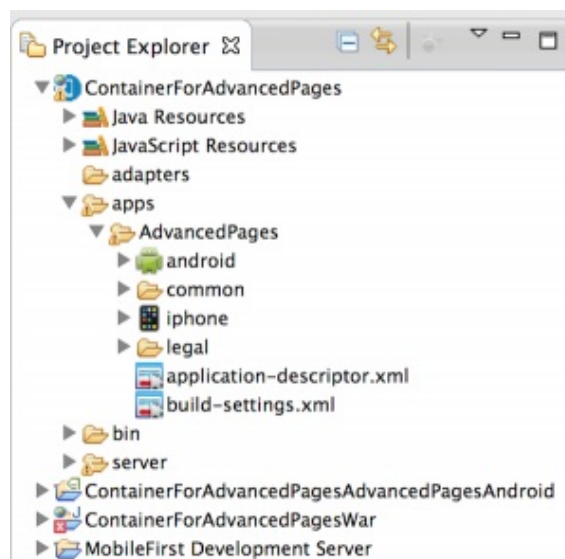 Project Explorer
ContainerForAdvancedPages
Java Resources
JavaScript Resources
adapters
apps
AdvancedPages
android
common
iphone
legal
application-descriptor.xml
build-settings.xml
bin
server
ContainerForAdvancedPagesAdvancedPagesAndroid
ContainerForAdvancedPagesWar
MobileFirst Development Server